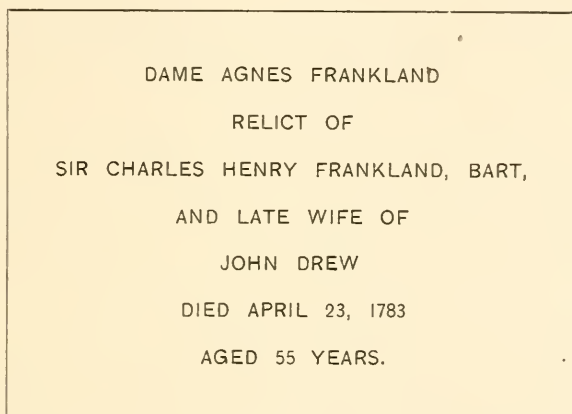 DAME AGNES FRANKLAND
RELICT OF
SIR CHARLES HENRY FRANKLAND, BART,
AND LATE WIFE OF
JOHN DREW
DIED APRIL 23, 1783
AGED 55 YEARS.